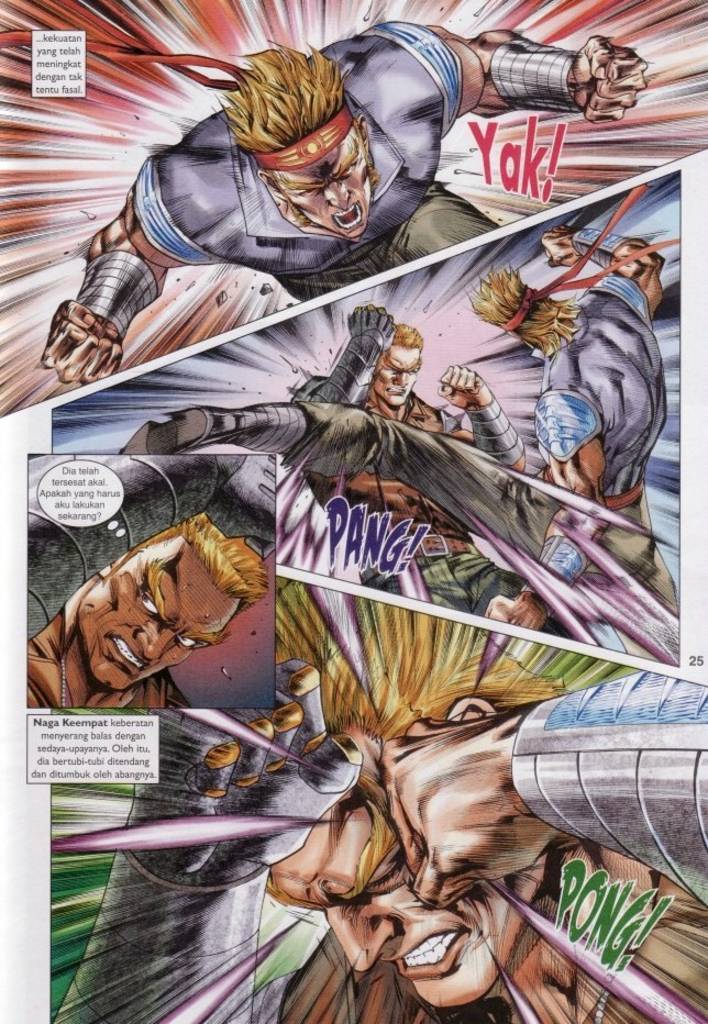 ...kekuatan
yang telah
meningkat
dengan tak
tentu fasal.
Yak!
PANG!
Dia telah
tersesat akal.
Apakah yang harus
aku lakukan
sekarang?
25
Naga Keempat keberatan
menyerang balas dengan
sedaya-upayanya. Oleh itu,
dia bertubi-tubi ditendang
dan ditumbuk oleh abangnya.
PONG!